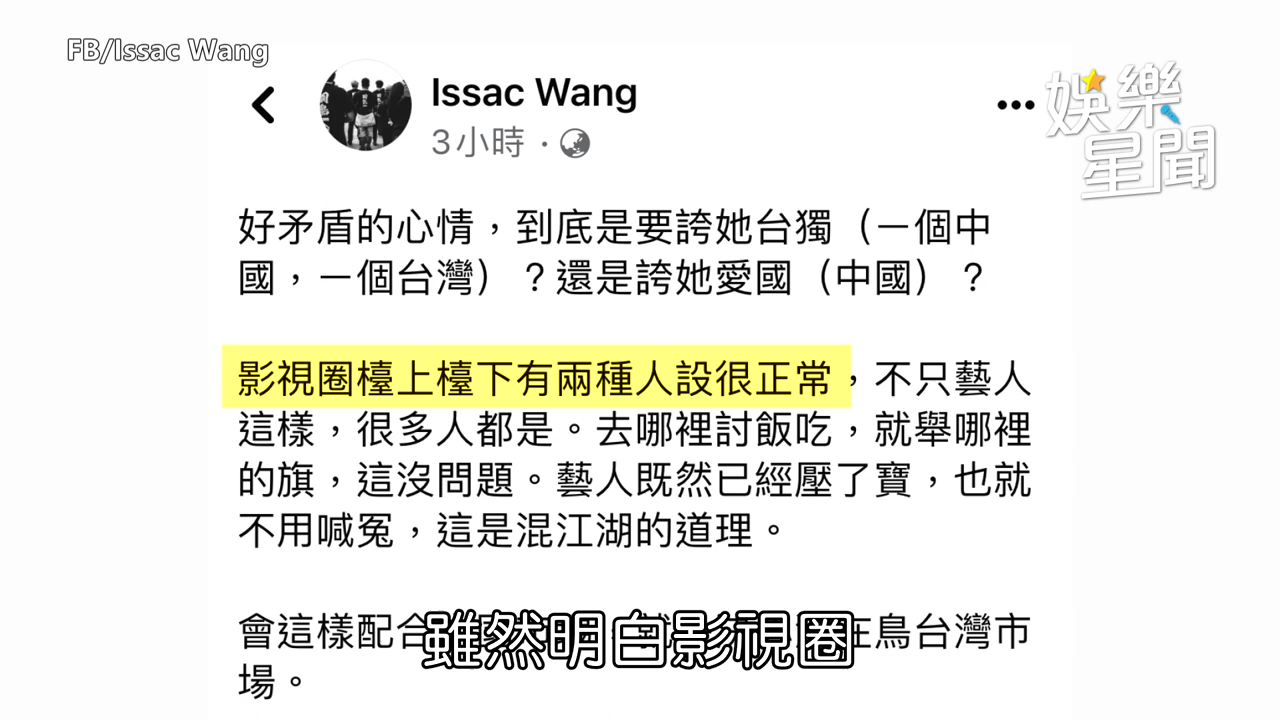 FB/Issac Wang
Issac Wang
3小時
娛樂
星聞
好矛盾的心情，到底是要誇她台獨（一個中
國，一個台灣）？還是誇她愛國（中國）？
影視圈檯上檯下有兩種人設很正常，不只藝人
這樣，很多人都是。去哪裡討飯吃，就舉哪裡
的旗，這沒問題。藝人既然已經壓了寶，也就
不用喊冤，這是混江湖的道理。
會這樣配合
在鳥台灣市
場。
雖然明白影視圈